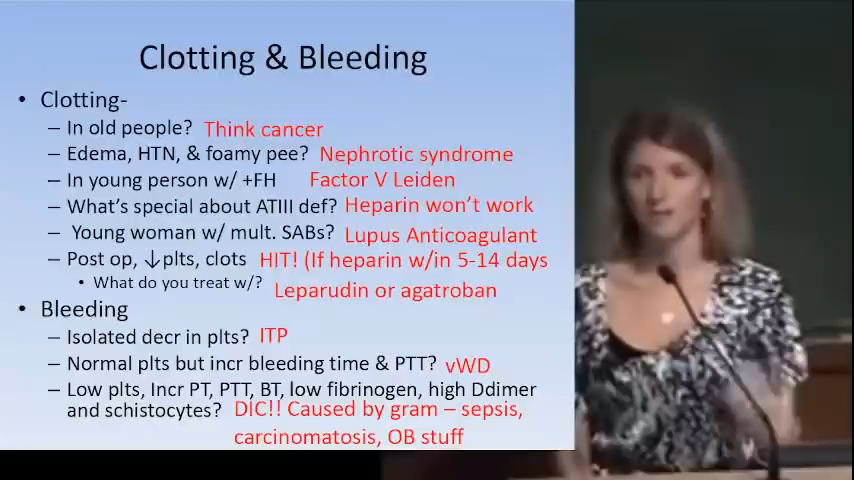 Clotting & Bleeding
• Clotting-
– In old people? Think cancer
– Edema, HTN, & foamy pee? Nephrotic syndrome
– In young person w/ +FH Factor V Leiden
– What's special about ATIII def? Heparin won't work
– Young woman w/ mult. SABs? Lupus Anticoagulant
– Post op, ↓plts, clots HIT! (If heparin w/in 5-14 days
• What do you treat w/? Leparudin or agatroban
• Bleeding
– Isolated decr in plts? ITP
– Normal plts but incr bleeding time & PTT? vWD
– Low plts, Incr PT, PTT, BT, low fibrinogen, high Ddimer
and schistocytes? DIC!! Caused by gram – sepsis,
carcinomatosis, OB stuff